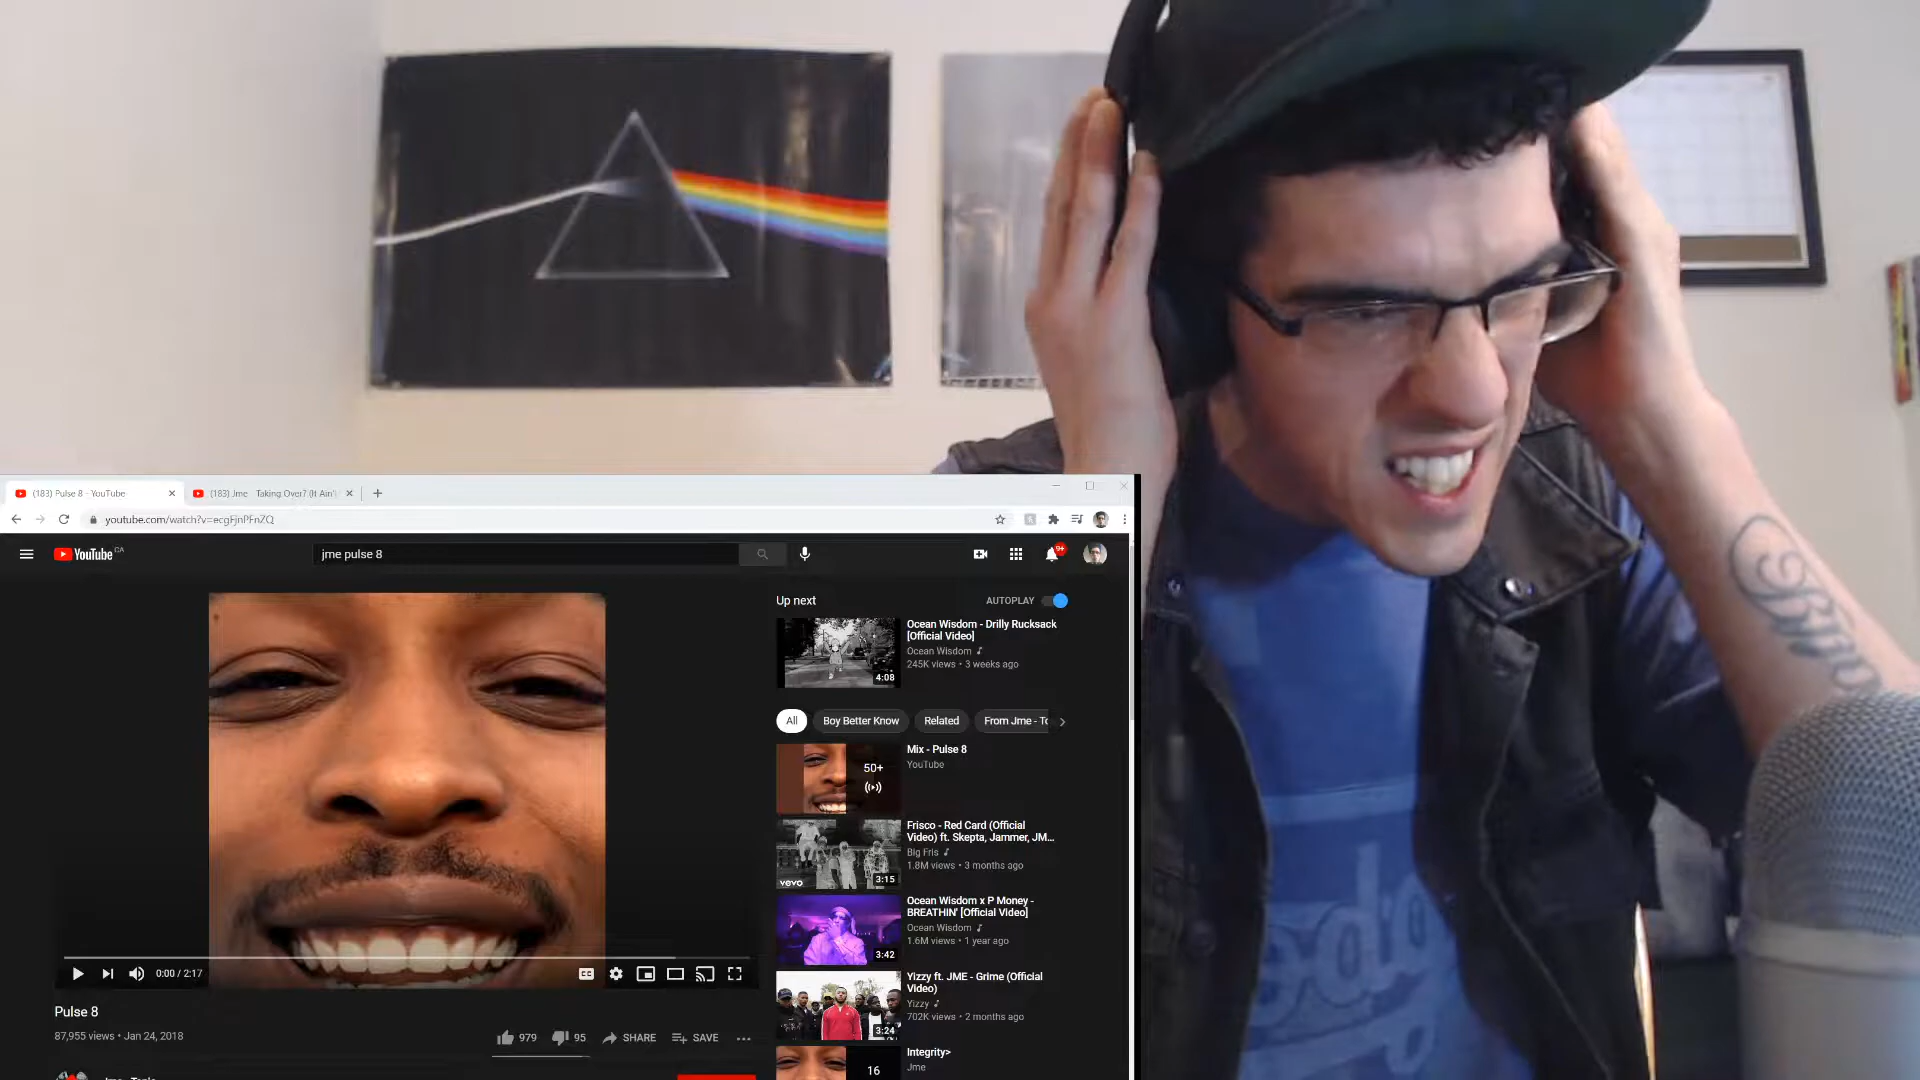 (183) Pulse 8 - YouTube
(183) Jme Taking Over? (It Ain'
youtube.com/watch?v=ecgFjnPFnZQ
YouTube CA
jme pulse 8
9+
Up next
AUTOPLAY
Ocean Wisdom - Drilly Rucksack
[Official Video]
Ocean Wisdom
245K views • 3 weeks ago
4:08
All
Boy Better Know
Related
From Jme - To
Mix - Pulse 8
YouTube
50+
Frisco - Red Card (Official
Video) ft. Skepta, Jammer, JM...
Big Fris
1.8M views • 3 months ago
vevo
3:15
Ocean Wisdom x P Money -
BREATHIN' [Official Video]
Ocean Wisdom
1.6M views • 1 year ago
3:42
Yizzy ft. JME - Grime (Official
Video)
Yizzy
702K views • 2 months ago
3:24
Integrity>
Jme
16
0:00 / 2:17
CC
Pulse 8
87,955 views • Jan 24, 2018
979
95
SHARE
SAVE